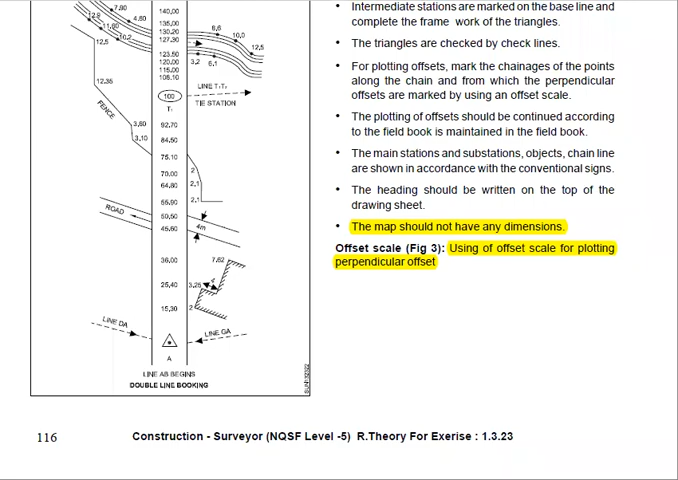 7,80
12,8
4,60
11,60
10,2
12,5
12,35
FENCE
3,60
3,10
140,00
135,00
130,20
127,30
123,50
120,00
115,00
108,10
8,6
10,0
12,5
3,2
6,1
100
T₁
LINE T₁T₂
TIE STATION
92,70
84,50
75,10
70,00
64,80
65,90
50,50
45,60
2
2,1
2,1
ROAD
4m
36,00
25,40
15,30
7,62
4
3,25
2
LINE DA
LINE GA
A
LINE AB BEGINS
DOUBLE LINE BOOKING
• Intermediate stations are marked on the base line and
complete the frame work of the triangles.
• The triangles are checked by check lines.
• For plotting offsets, mark the chainages of the points
along the chain and from which the perpendicular
offsets are marked by using an offset scale.
• The plotting of offsets should be continued according
to the field book is maintained in the field book.
• The main stations and substations, objects, chain line
are shown in accordance with the conventional signs.
• The heading should be written on the top of the
drawing sheet.
• The map should not have any dimensions.
Offset scale (Fig 3): Using of offset scale for plotting
perpendicular offset
116
Construction - Surveyor (NQSF Level -5) R.Theory For Exerise : 1.3.23